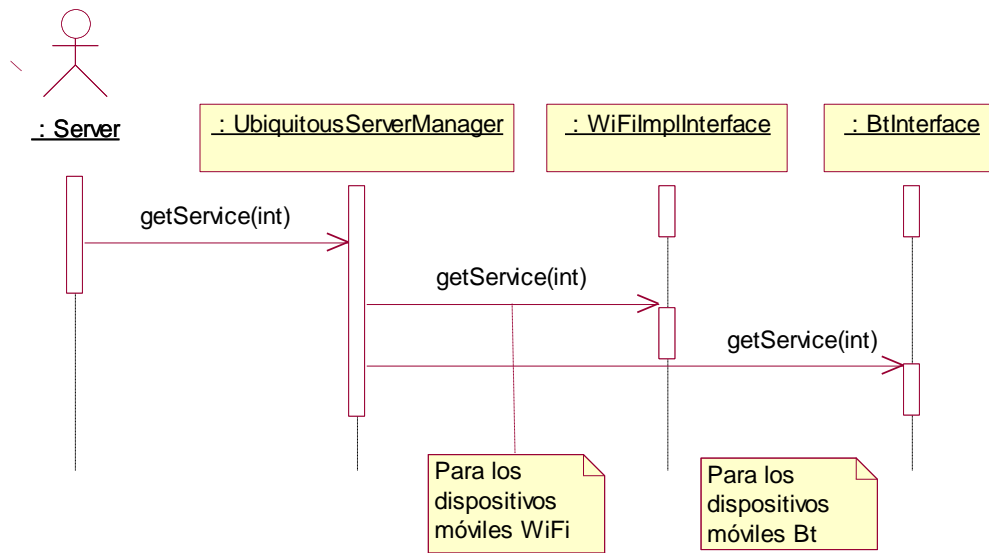 : Server
: UbiquitousServerManager
: WiFiImplInterface
: BtInterface
getService(int)
getService(int)
getService(int)
Para los
dispositivos
móviles WiFi
Para los
dispositivos
móviles Bt